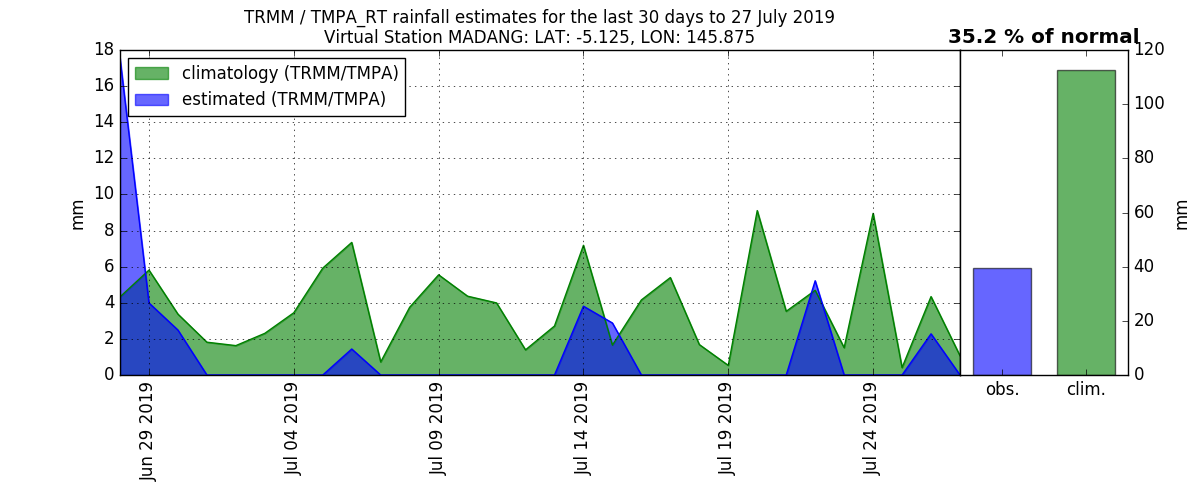 TRMM / TMPA_RT rainfall estimates for the last 30 days to 27 July 2019
Virtual Station MADANG: LAT: -5.125, LON: 145.875
35.2 % of normal
climatology (TRMM/TMPA)
estimated (TRMM/TMPA)
18
16
14
12
10
8
6
4
2
0
mm
Jun 29 2019
Jul 04 2019
Jul 09 2019
Jul 14 2019
Jul 19 2019
Jul 24 2019
obs.
clim.
120
100
80
60
40
20
0
mm